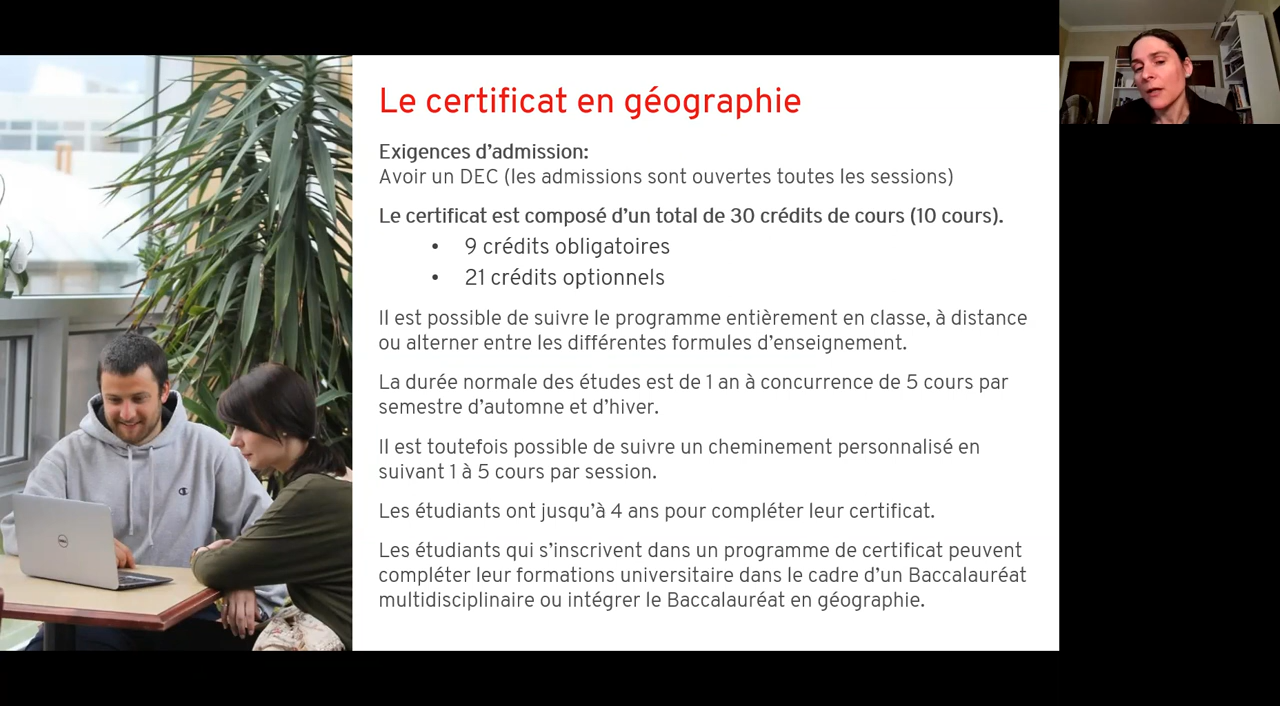 Le certificat en géographie
Exigences d'admission:
Avoir un DEC (les admissions sont ouvertes toutes les sessions)
Le certificat est composé d'un total de 30 crédits de cours (10 cours).
• 9 crédits obligatoires
• 21 crédits optionnels
Il est possible de suivre le programme entièrement en classe, à distance
ou alterner entre les différentes formules d'enseignement.
La durée normale des études est de 1 an à concurrence de 5 cours par
semestre d'automne et d'hiver.
Il est toutefois possible de suivre un cheminement personnalisé en
suivant 1 à 5 cours par session.
Les étudiants ont jusqu'à 4 ans pour compléter leur certificat.
Les étudiants qui s'inscrivent dans un programme de certificat peuvent
compléter leur formations universitaire dans le cadre d'un Baccalauréat
multidisciplinaire ou intégrer le Baccalauréat en géographie.
DELL